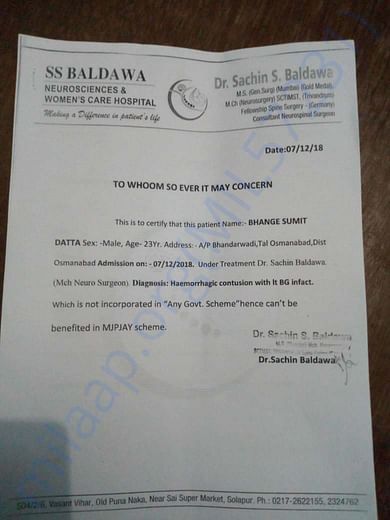 SS BALDAWA
NEUROSCIENCES &
WOMEN'S CARE HOSPITAL
Making a Difference in patient's life
Dr. Sachin S. Baldawa
M.S. (Gen.Surg) (Mumbai) (Gold Medal),
M.Ch (Neurosurgery) SCTIMST, (Trivandrum)
Fellowship Spine Surgery - (Germany)
Consultant Neurospinal Surgeon
Date:07/12/18
TO WHOM SO EVER IT MAY CONCERN
This is to certify that this patient Name:- BHANGE SUMIT
DATTA Sex: -Male, Age- 23Yr. Address: - A/P Bhandarwadi,Tal Osmanabad,Dist
Osmanabad Admission on: - 07/12/2018. Under Treatment Dr. Sachin Baldawa.
(Mch Neuro Surgeon). Diagnosis: Haemorrhagic contusion with lt BG infact.
Which is not incorporated in "Any Govt. Scheme"hence can't be
benefited in MJPJAY scheme.
Dr. Sachin S. Baldawa
Dr.Sachin Baldawa
504/2/6, Vasant Vihar, Old Puna Naka, Near Sai Super Market, Solapur. Ph.: 0217-2622155, 2324762
milaap.org